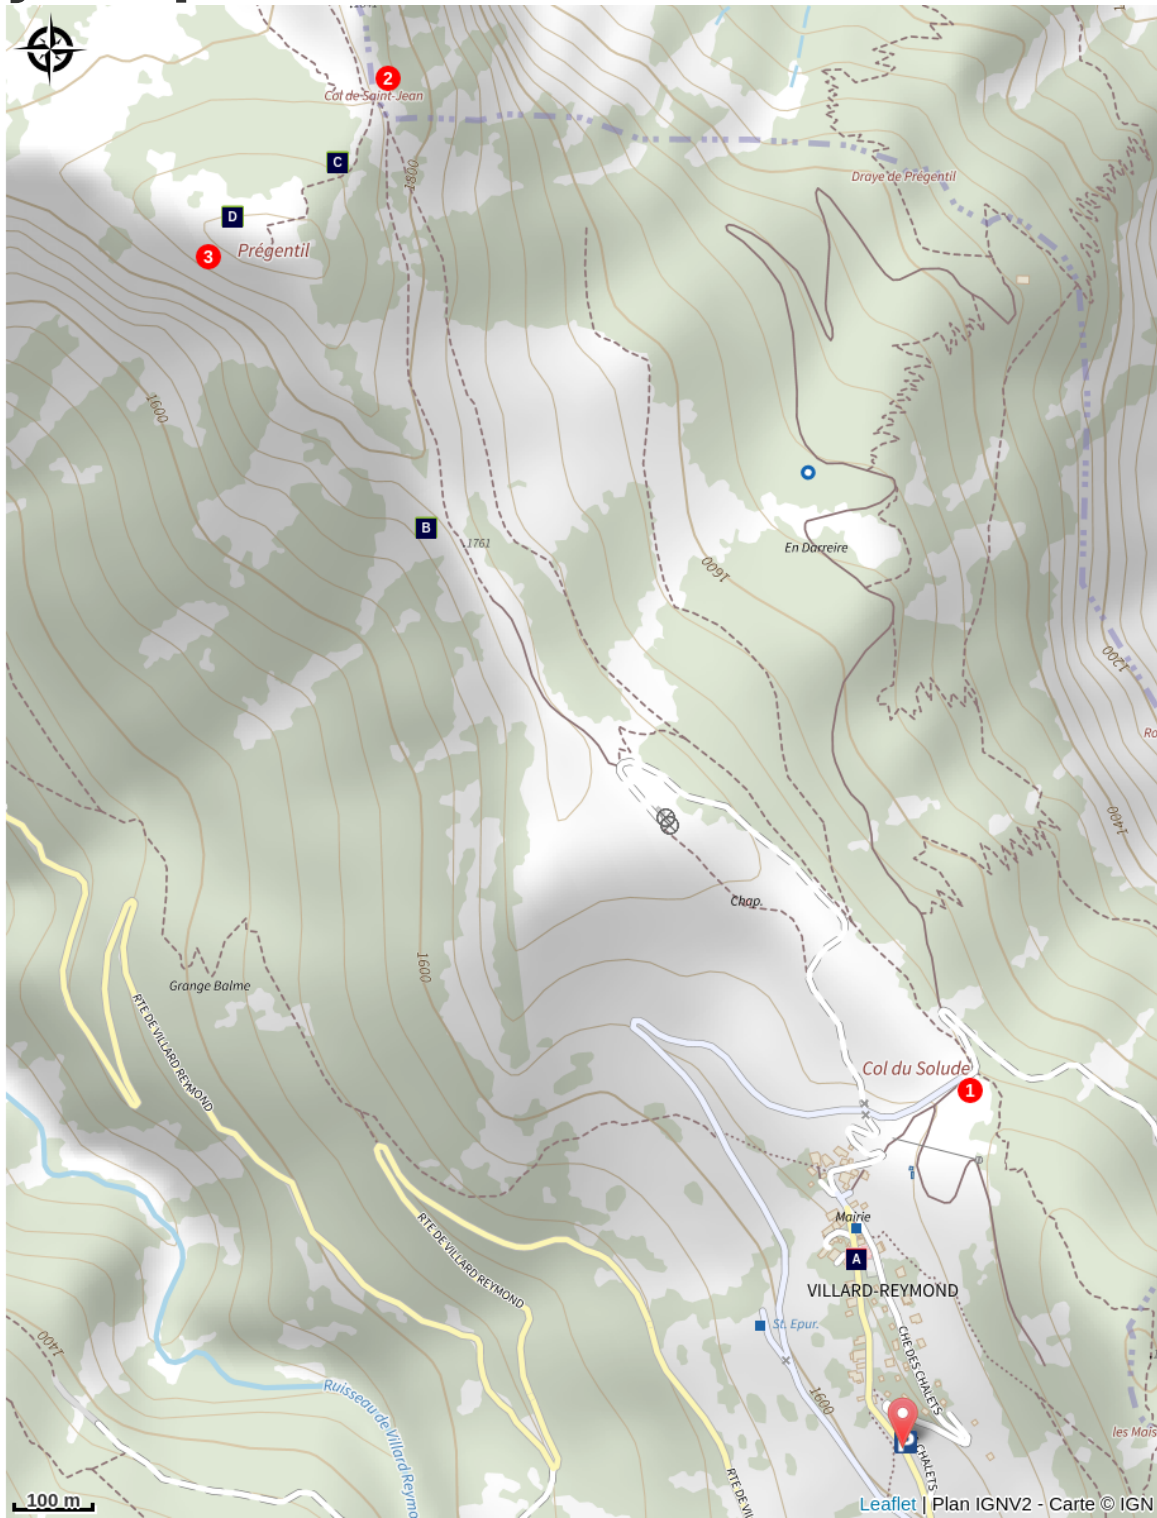 2
Col de Saint-Jean
C
1800
Draye de Prégentil
D
3
Prégentil
1600
B
1761
En Darreire
1600
1200
Ro
1400
Chap.
1600
Grange Balme
RTE DE VILLARD REYMOND
Col du Solude
1
Mairie
A
RTE DE VILLARD REYMOND
VILLARD-REYMOND
St. Epur.
CHE DES CHALETS
1400
Ruisseau de Villard Reymo
1600
les Mais
CHALETS
RTE DE VIL
100 m
Leaflet | Plan IGNV2 - Carte © IGN